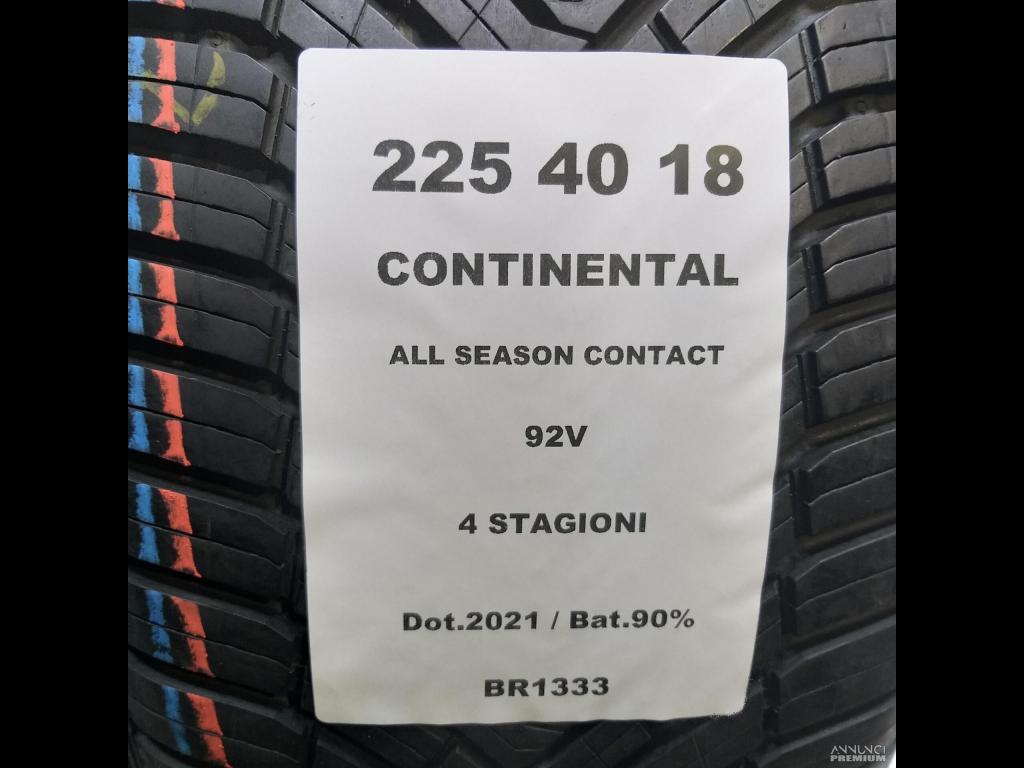 225 40 18
CONTINENTAL
ALL SEASON CONTACT
92V
4 STAGIONI
Dot.2021 / Bat.90%
BR1333
ANNUNCI
PREMIUM